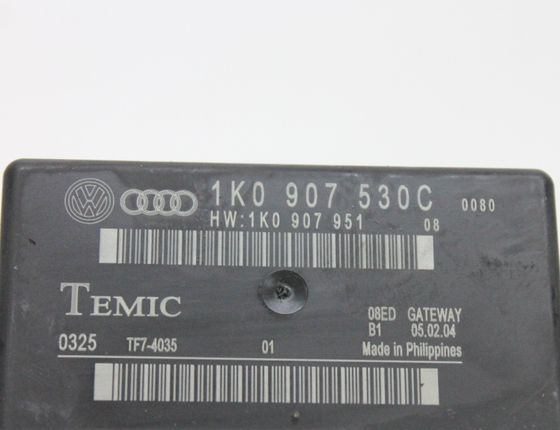 1K0 907 530C 0080
HW:1K0 907 951 08
TEMIC
08ED GATEWAY
B1 05.02.04
0325 TF7-4035 01 Made in Philippines